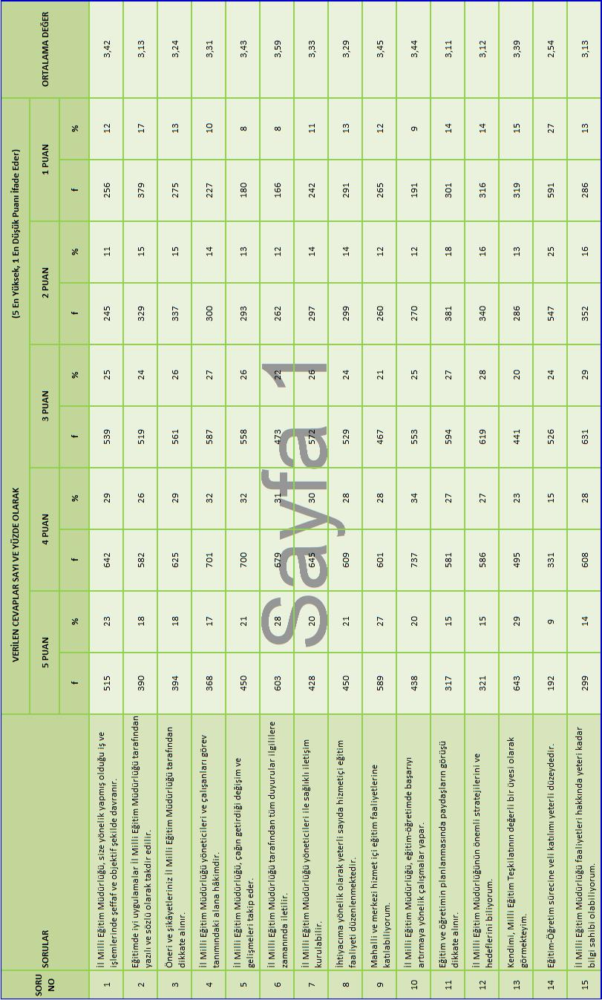 SORU NO SORULAR VERİLEN CEVAPLAR SAYI VE YÜZDE OLARAK (5 En Yüksek, 1 En Düşük Puanı İfade Eder) ORTALAMA DEĞER
5 PUAN 4 PUAN 3 PUAN 2 PUAN 1 PUAN
f % f % f % f % f %
1 İl Milli Eğitim Müdürlüğü, size yönelik yapmış olduğu iş ve
işlemlerinde şeffaf ve objektif şekilde davranır. 515 23 642 29 539 25 245 11 256 12 3,42
2 Eğitimde iyi uygulamalar İl Milli Eğitim Müdürlüğü tarafından
yazılı ve sözlü olarak takdir edilir. 390 18 582 26 519 24 329 15 379 17 3,13
3 Öneri ve şikâyetleriniz İl Milli Eğitim Müdürlüğü tarafından
dikkate alınır. 394 18 625 29 561 26 337 15 275 13 3,24
4 İl Milli Eğitim Müdürlüğü yöneticileri ve çalışanları görev
tanımındaki alana hâkimdir. 368 17 701 32 587 27 300 14 227 10 3,31
5 İl Milli Eğitim Müdürlüğü, çağın getirdiği değişim ve
gelişmeleri takip eder. 450 21 700 32 558 26 293 13 180 8 3,43
6 İl Milli Eğitim Müdürlüğü tarafından tüm duyurular ilgililere
zamanında iletilir. 603 28 679 31 473 22 262 12 166 8 3,59
7 İl Milli Eğitim Müdürlüğü yöneticileri ile sağlıklı iletişim
kurulabilir. 428 20 645 30 572 26 297 14 242 11 3,33
8 İhtiyacıma yönelik olarak yeterli sayıda hizmetiçi eğitim
faaliyeti düzenlenmektedir. 450 21 609 28 529 24 299 14 291 13 3,29
9 Mahalli ve merkezi hizmet içi eğitim faaliyetlerine
katılabiliyorum. 589 27 601 28 467 21 260 12 265 12 3,45
10 İl Milli Eğitim Müdürlüğü, eğitim-öğretimde başarıyı
artırmaya yönelik çalışmalar yapar. 438 20 737 34 553 25 270 12 191 9 3,44
11 Eğitim ve öğretimin planlanmasında paydaşların görüşü
dikkate alınır. 317 15 581 27 594 27 381 18 301 14 3,11
12 İl Milli Eğitim Müdürlüğünün önemli stratejilerini ve
hedeflerini biliyorum. 321 15 586 27 619 28 340 16 316 14 3,12
13 Kendimi, Milli Eğitim Teşkilatının değerli bir üyesi olarak
görmekteyim. 643 29 495 23 441 20 286 13 319 15 3,39
14 Eğitim-Öğretim sürecine veli katılımı yeterli düzeydedir. 192 9 331 15 526 24 547 25 591 27 2,54
15 İl Milli Eğitim Müdürlüğü faaliyetleri hakkında yeteri kadar
bilgi sahibi olabiliyorum. 299 14 608 28 631 29 352 16 286 13 3,13
Sayfa 1